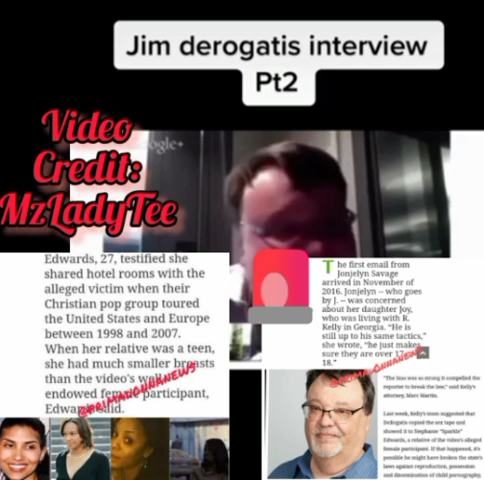 Jim derogatis interview
Pt2
Video
Credit:
MzLadyTee
ogle+
Edwards, 27, testified she
shared hotel rooms with the
alleged victim when their
Christian pop group toured
the United States and Europe
between 1998 and 2007.
When her relative was a teen,
she had much smaller breasts
than the video's well-
endowed female participant,
Edwards said.
The first email from
Jonjelyn Savage
arrived in November of
2016. Jonjelyn -- who goes
by J. -- was concerned
about her daughter Joy,
who was living with R.
Kelly in Georgia. "He is
still up to his same tactics,"
she wrote, "he just makes
sure they are over 17
18."
"The bias was so strong it compelled the
reporter to break the law," said Kelly's
attorney, Marc Martin.
Last week, Kelly's team suggested that
DeRogatis copied the sex tape and
showed it to Stephanie "Sparkle"
Edwards, a relative of the video's alleged
female participant. If that happened, it's
possible he might have broken the state's
laws against reproduction, possession
and dissemination of child pornography.